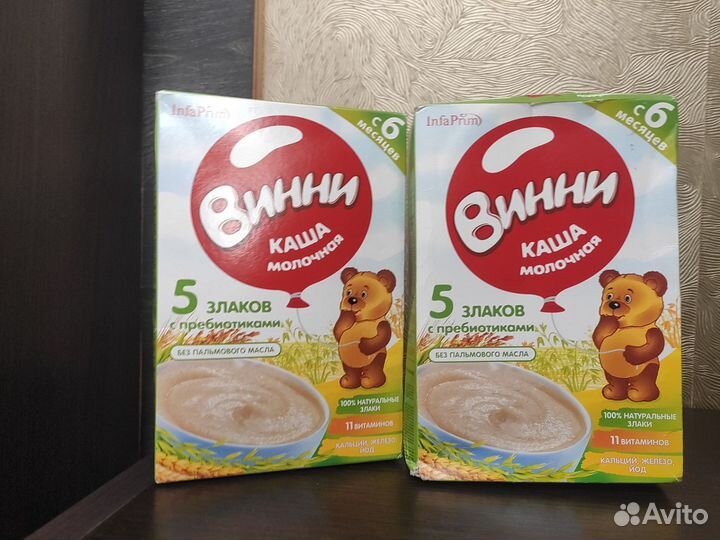 InfaPrim
с 6
месяцев
Винни
КАША
МОЛОЧНАЯ
5 ЗЛАКОВ
с пребиотиками
БЕЗ ПАЛЬМОВОГО МАСЛА
100% НАТУРАЛЬНЫЕ
ЗЛАКИ
11 ВИТАМИНОВ
КАЛЬЦИЙ, ЖЕЛЕЗО,
ЙОД
InfaPrim
с 6
месяцев
Винни
КАША
МОЛОЧНАЯ
5 ЗЛАКОВ
с пребиотиками
БЕЗ ПАЛЬМОВОГО МАСЛА
100% НАТУРАЛЬНЫЕ
ЗЛАКИ
11 ВИТАМИНОВ
КАЛЬЦИЙ, ЖЕЛЕЗО,
ЙОД
Avito